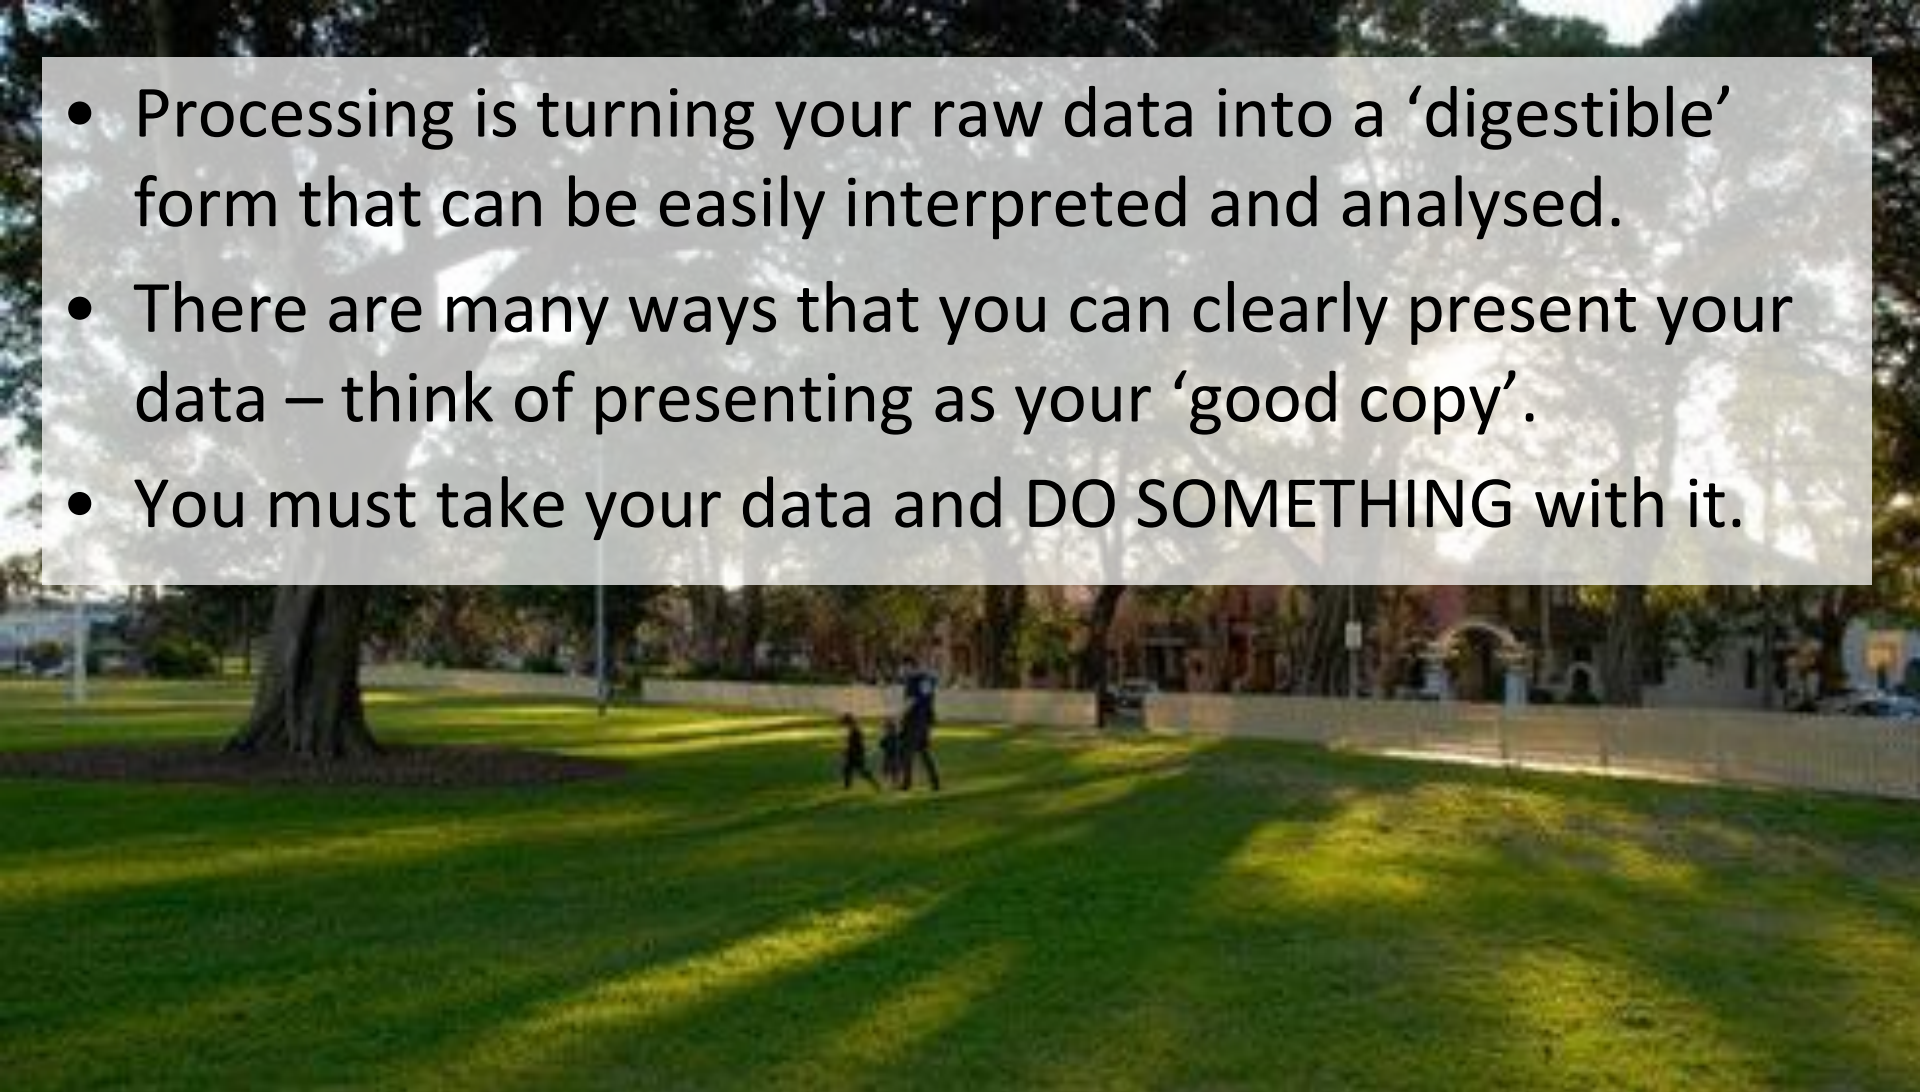 • Processing is turning your raw data into a ‘digestible’
form that can be easily interpreted and analysed.
• There are many ways that you can clearly present your
data – think of presenting as your ‘good copy’.
• You must take your data and DO SOMETHING with it.